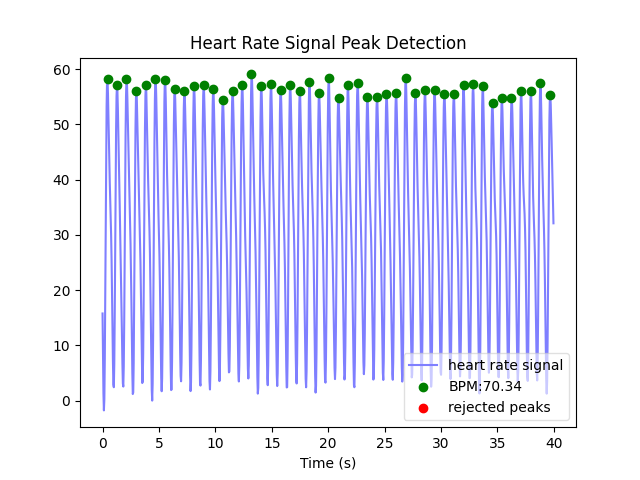 Heart Rate Signal Peak Detection
60
50
40
30
20
10
0
heart rate signal
BPM:70.34
rejected peaks
0 5 10 15 20 25 30 35 40
Time (s)